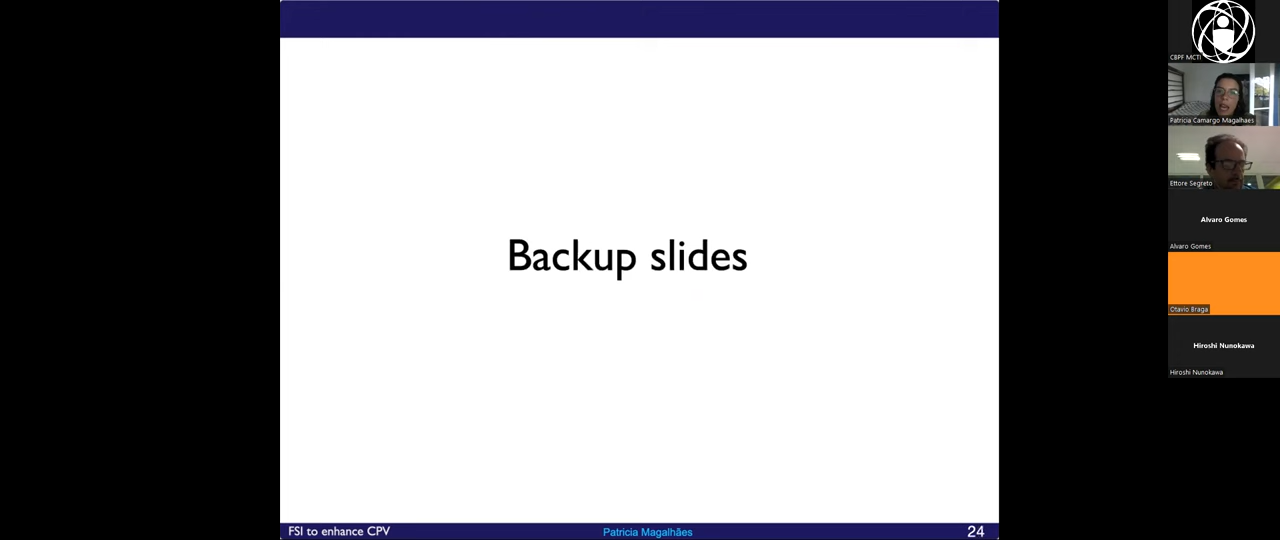 Backup slides
FSI to enhance CPV
Patricia Magalhães
24
CBPF MCTI
Patricia Camargo Magalhaes
Ettore Segreto
Alvaro Gomes
Alvaro Gomes
Otavio Braga
Hiroshi Nunokawa
Hiroshi Nunokawa